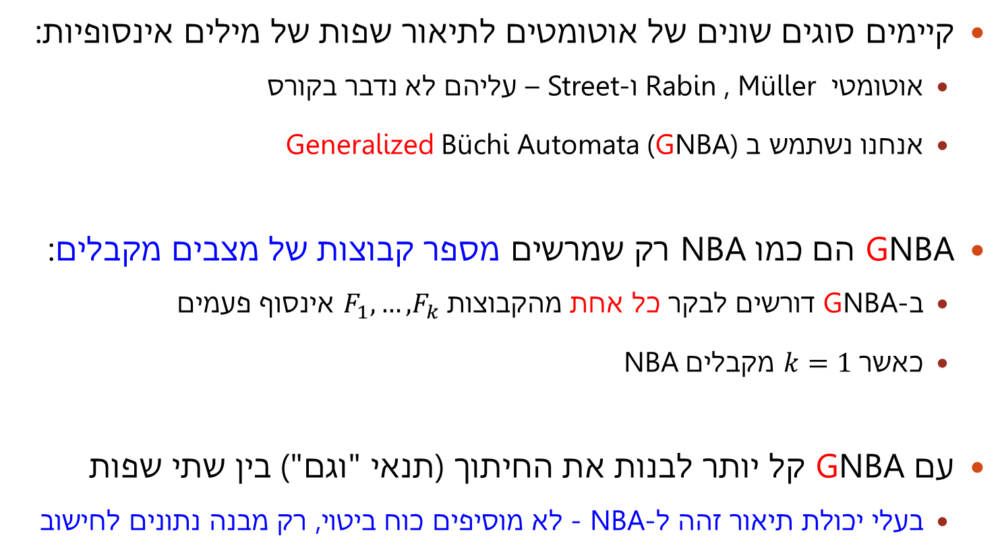 • קיימים סוגים שונים של אוטומטים לתיאור שפות של מילים אינסופיות:
• אוטומטי Rabin , Müller ו-Street – עליהם לא נדבר בקורס
• אנחנו נשתמש ב Generalized Büchi Automata (GNBA)
• GNBA הם כמו NBA רק שמרשים מספר קבוצות של מצבים מקבלים:
• ב-GNBA דורשים לבקר כל אחת מהקבוצות F₁, … ,Fₖ אינסוף פעמים
• כאשר k = 1 מקבלים NBA
• עם GNBA קל יותר לבנות את החיתוך (תנאי "וגם") בין שתי שפות
• בעלי יכולת תיאור זהה ל-NBA - לא מוסיפים כוח ביטוי, רק מבנה נתונים לחישוב